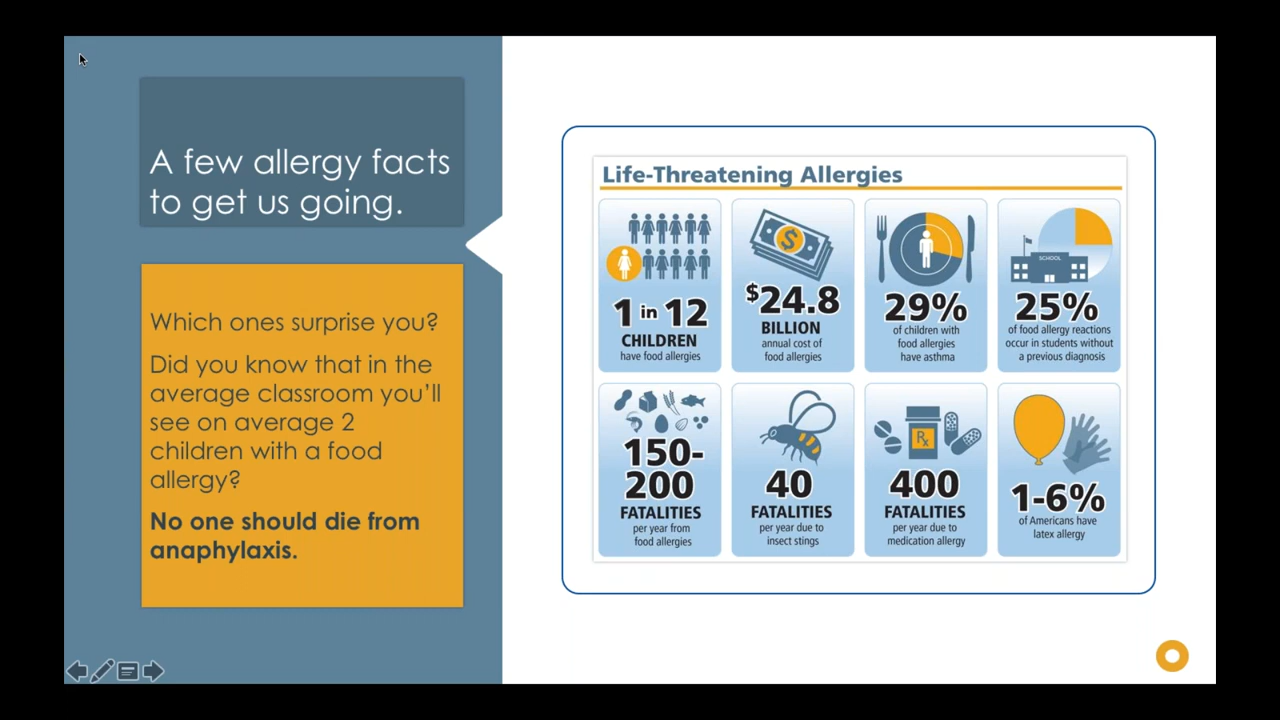 A few allergy facts
to get us going.
Which ones surprise you?
Did you know that in the
average classroom you’ll
see on average 2
children with a food
allergy?
No one should die from
anaphylaxis.
Life-Threatening Allergies
1 in 12
CHILDREN
have food allergies
$
$24.8
BILLION
annual cost of
food allergies
29%
of children with
food allergies
have asthma
SCHOOL
25%
of food allergy reactions
occur in students without
a previous diagnosis
150-
200
FATALITIES
per year from
food allergies
40
FATALITIES
per year due to
insect stings
Rx
400
FATALITIES
per year due to
medication allergy
1-6%
of Americans have
latex allergy